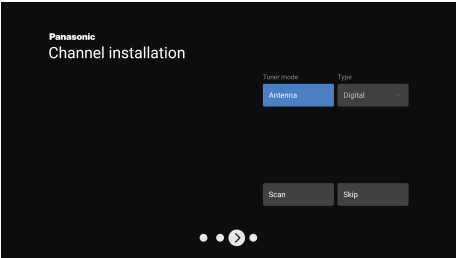 Panasonic
Channel installation
Tuner mode
Type
Antenna
Digital
Scan
Skip